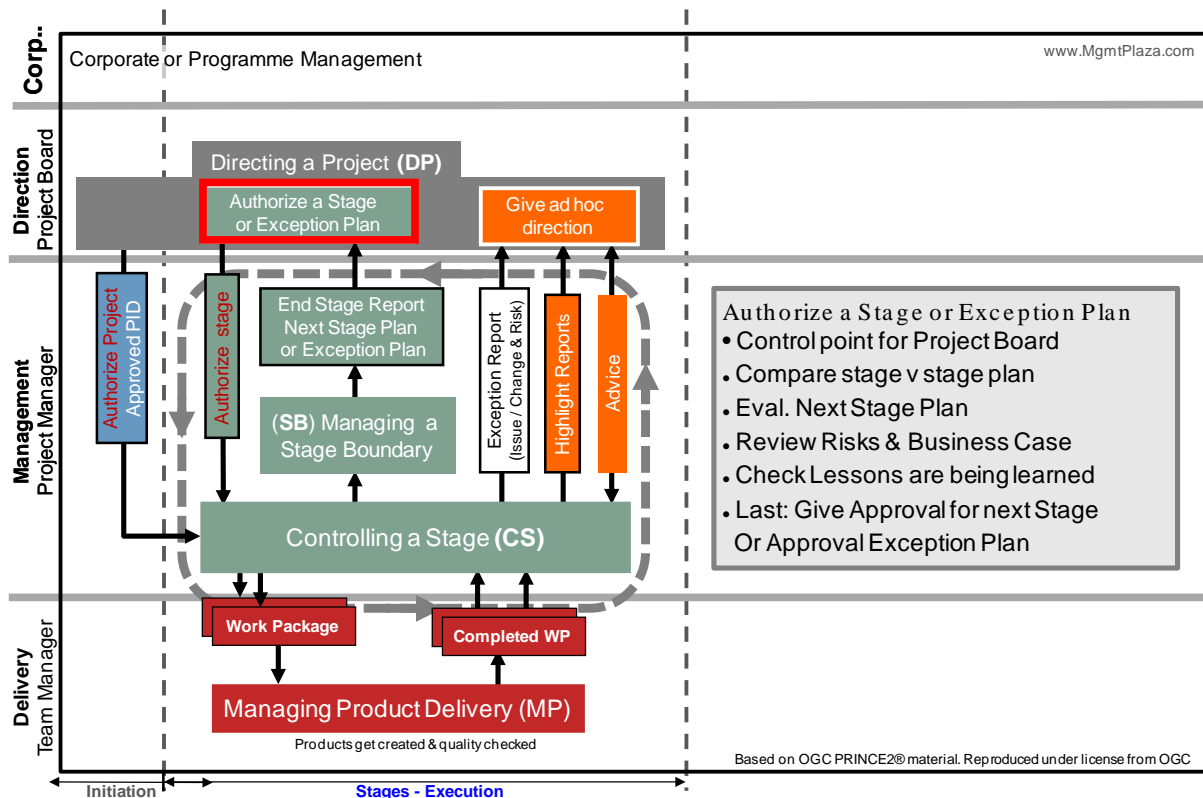 Corp..
Corporate or Programme Management
www.MgmtPlaza.com
Direction
Project Board
Directing a Project (DP)
Authorize a Stage
or Exception Plan
Give ad hoc
direction
Management
Project Manager
Authorize Project
Approved PID
Authorize stage
End Stage Report
Next Stage Plan
or Exception Plan
Exception Report
(Issue / Change & Risk)
Highlight Reports
Advice
(SB) Managing a
Stage Boundary
Controlling a Stage (CS)
Authorize a Stage or Exception Plan
• Control point for Project Board
• Compare stage v stage plan
• Eval. Next Stage Plan
• Review Risks & Business Case
• Check Lessons are being learned
• Last: Give Approval for next Stage
Or Approval Exception Plan
Delivery
Team Manager
Work Package
Completed WP
Managing Product Delivery (MP)
Products get created & quality checked
Based on OGC PRINCE2® material. Reproduced under license from OGC
Initiation
Stages - Execution